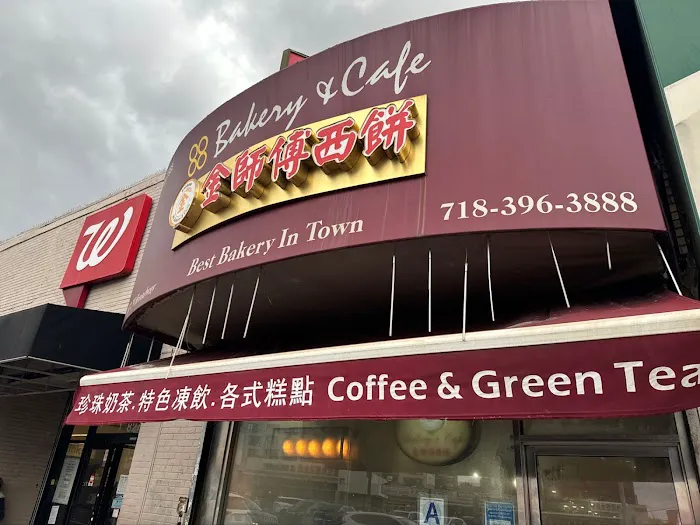 Bakery & Cafe
金師傅西餅
718-396-3888
Best Bakery In Town
W
珍珠奶茶.特色凍飲.各式糕點 Coffee & Green Tea
A